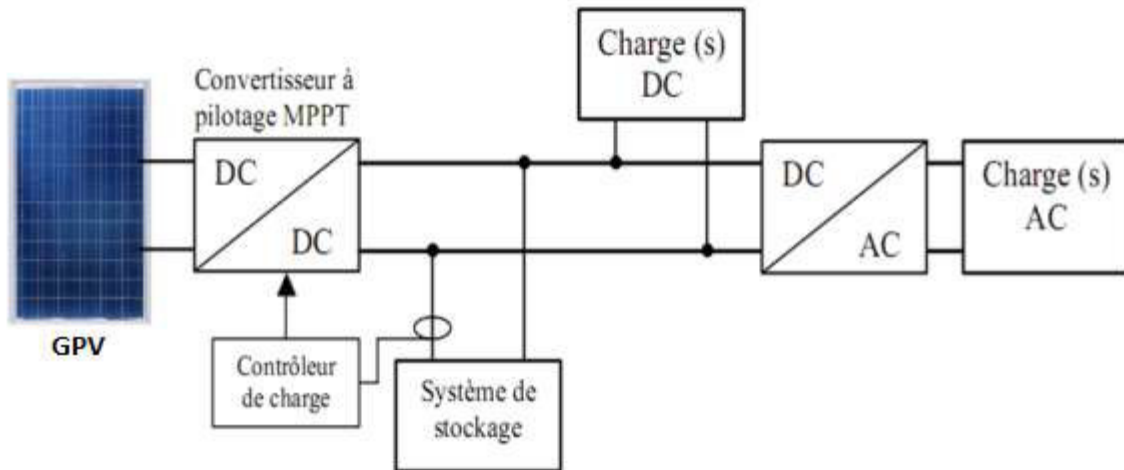 Charge (s)
DC
Convertisseur à
pilotage MPPT
DC
DC
DC
AC
Charge (s)
AC
GPV
Contrôleur
de charge
Système de
stockage